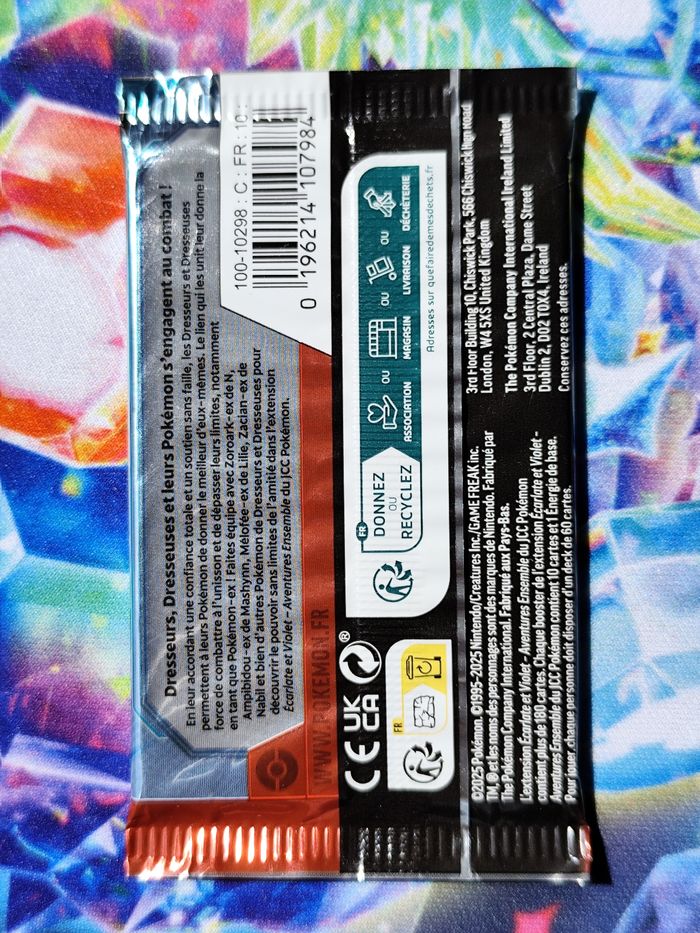 Dresseurs, Dresseuses et leurs Pokémon s'engagent au combat !
En leur accordant une confiance totale et un soutien sans faille, les Dresseurs et Dresseuses
permettent à leurs Pokémon de donner le meilleur d'eux-mêmes. Le lien qui les unit leur donne la
force de combattre à l'unisson et de dépasser leurs limites, notamment
en tant que Pokémon-ex ! Faites équipe avec Zoroark-ex de N,
Ampibidou-ex de Mashynn, Mélofée-ex de Lilie, Zacian-ex de
Nabil et bien d'autres Pokémon de Dresseurs et Dresseuses pour
découvrir le pouvoir sans limites de l'amitié dans l'extension
Écarlate et Violet – Aventures Ensemble du JCC Pokémon.
100-10298 : C : FR : 10 :
0 196214 107984
WWW.POKEMON.FR
CE UK CA ®
FR
FR
DONNEZ
OU
RECYCLEZ
ASSOCIATION
OU
MAGASIN
OU
LIVRAISON
OU
DÉCHÈTERIE
Adresses sur quefairedemesdechets.fr
©2025 Pokémon. ©1995–2025 Nintendo/Creatures Inc./GAME FREAK inc.
TM, ® et les noms des personnages sont des marques de Nintendo. Fabriqué par
The Pokémon Company International. Fabriqué aux Pays-Bas.
L'extension Écarlate et Violet – Aventures Ensemble du JCC Pokémon
contient plus de 180 cartes. Chaque booster de l'extension Écarlate et Violet –
Aventures Ensemble du JCC Pokémon contient 10 cartes et 1 Énergie de base.
Pour jouer, chaque personne doit disposer d'un deck de 60 cartes.
3rd Floor Building 10, Chiswick Park, 566 Chiswick High Road
London, W4 5XS United Kingdom
The Pokémon Company International Ireland Limited
3rd Floor, 2 Central Plaza, Dame Street
Dublin 2, D02 T0X4, Ireland
Conservez ces adresses.